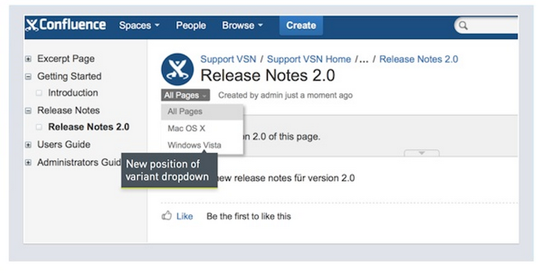 Confluence Spaces People Browse Create
Excerpt Page
Getting Started
Introduction
Release Notes
Release Notes 2.0
Users Guide
Administrators Guid
Support VSN / Support VSN Home /... / Release Notes 2.0
Release Notes 2.0
All Pages Created by admin just a moment ago
All Pages
Mac OS X
Windows Vista
n 2.0 of this page.
New position of
variant dropdown
new release notes für version 2.0
Like Be the first to like this